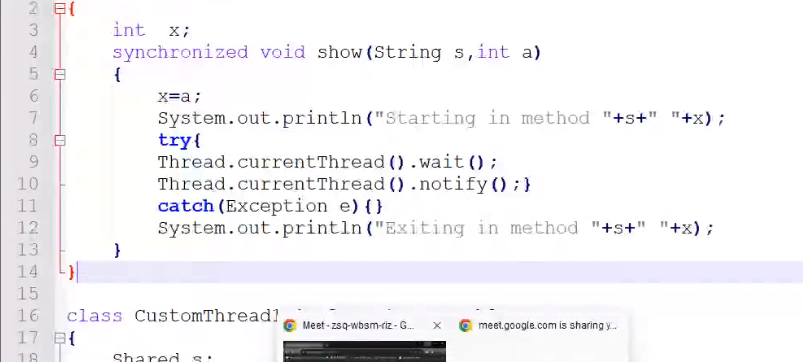 2 {
3 int x;
4 synchronized void show(String s,int a)
5 {
6 x=a;
7 System.out.println("Starting in method "+s+" "+x);
8 try{
9 Thread.currentThread().wait();
10 Thread.currentThread().notify();}
11 catch(Exception e){}
12 System.out.println("Exiting in method "+s+" "+x);
13 }
14 }
15
16 class
17 {
18 Shared s;
Meet - zsq-wbsm-riz - G...
meet.google.com is sharing y...